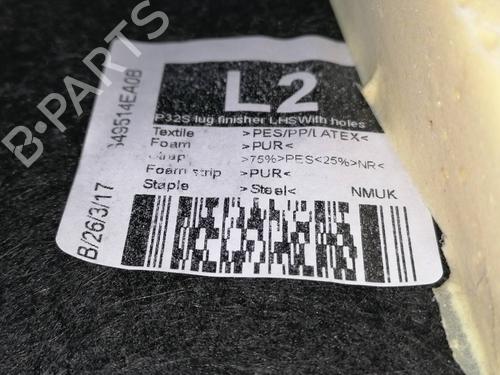 B-PARTS
L2
P32S lug finisher LHSWith holes
Textile >PES/PP/LATEX<
Foam >PUR<
Strap >75%>PES<25%>NR<
Foam strip >PUR<
Staple >Steel< NMUK
849514EA0B
B/26/3/17